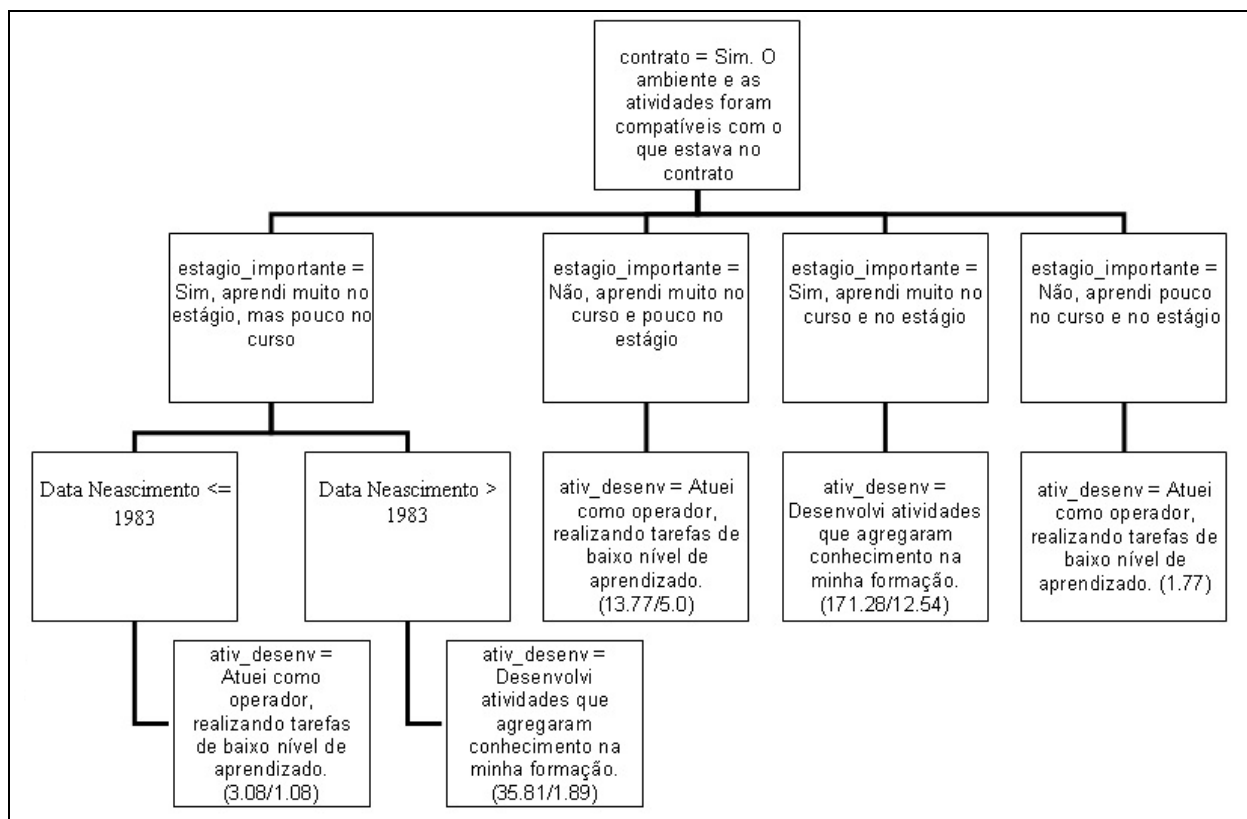 contrato = Sim. O
ambiente e as
atividades foram
compatíveis com o
que estava no
contrato
estagio_importante =
Sim, aprendi muito no
estágio, mas pouco no
curso
estagio_importante =
Não, aprendi muito no
curso e pouco no
estágio
estagio_importante =
Sim, aprendi muito no
curso e no estágio
estagio_importante =
Não, aprendi pouco
no curso e no estágio
Data Neascimento <=
1983
Data Neascimento >
1983
ativ_desenv = Atuei
como operador,
realizando tarefas de
baixo nível de
aprendizado.
(13.77/5.0)
ativ_desenv =
Desenvolvi atividades
que agregaram
conhecimento na
minha formação.
(171.28/12.54)
ativ_desenv = Atuei
como operador,
realizando tarefas de
baixo nível de
aprendizado. (1.77)
ativ_desenv =
Atuei como
operador,
realizando tarefas
de baixo nível de
aprendizado.
(3.08/1.08)
ativ_desenv =
Desenvolvi
atividades que
agregaram
conhecimento na
minha formação.
(35.81/1.89)